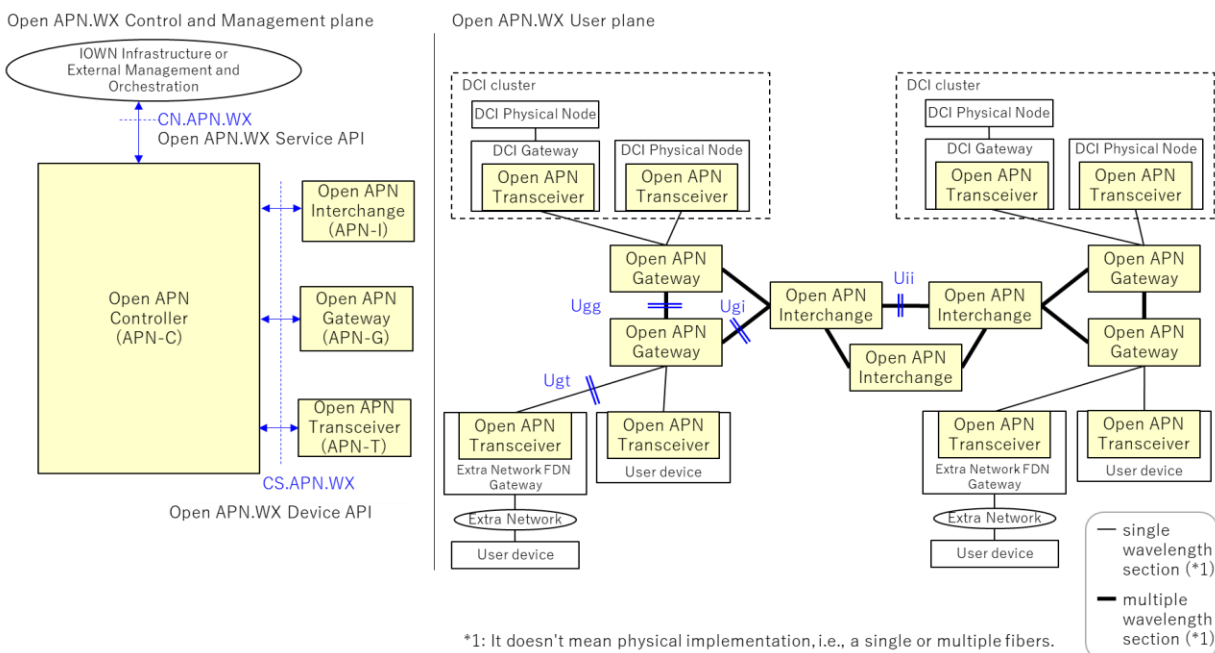 Open APN.WX Control and Management plane
IOWN Infrastructure or
External Management and
Orchestration
CN.APN.WX
Open APN.WX Service API
Open APN
Controller
(APN-C)
Open APN
Interchange
(APN-I)
Open APN
Gateway
(APN-G)
Open APN
Transceiver
(APN-T)
CS.APN.WX
Open APN.WX Device API
Open APN.WX User plane
DCI cluster
DCI Physical Node
DCI Gateway
Open APN
Transceiver
DCI Physical Node
Open APN
Transceiver
Open APN
Gateway
Ugg
Ugi
Open APN
Gateway
Ugt
Open APN
Transceiver
Extra Network FDN
Gateway
Extra Network
User device
Open APN
Transceiver
User device
Open APN
Interchange
Uii
Open APN
Interchange
Open APN
Interchange
DCI cluster
DCI Physical Node
DCI Gateway
Open APN
Transceiver
DCI Physical Node
Open APN
Transceiver
Open APN
Gateway
Open APN
Gateway
Open APN
Transceiver
Extra Network FDN
Gateway
Extra Network
User device
Open APN
Transceiver
User device
single
wavelength
section (*1)
multiple
wavelength
section (*1)
*1: It doesn't mean physical implementation, i.e., a single or multiple fibers.